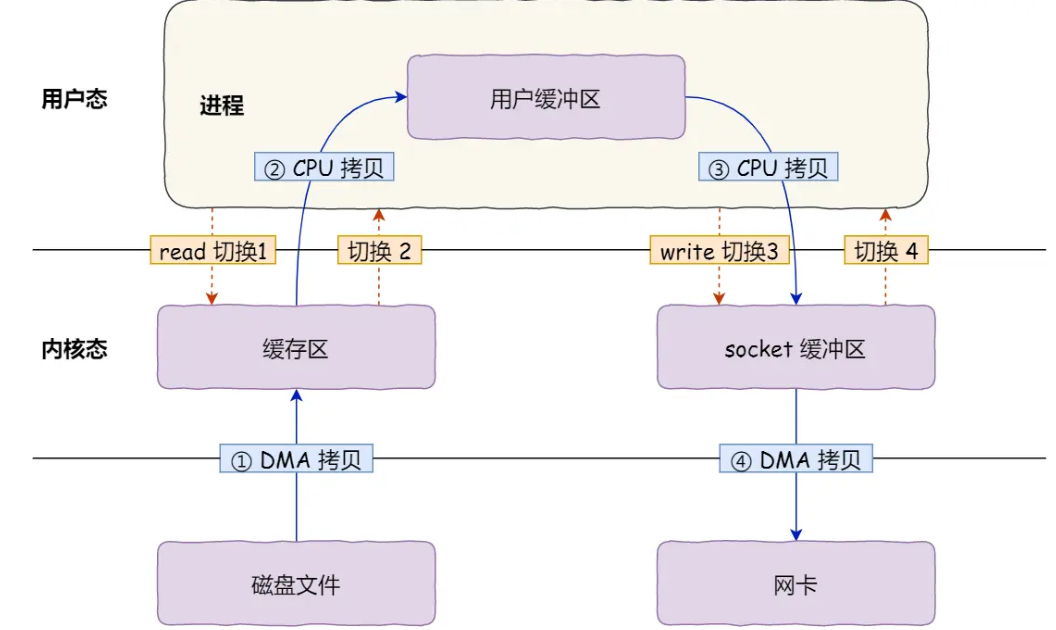 用户态
进程
用户缓冲区
② CPU 拷贝
③ CPU 拷贝
read 切换1
切换 2
write 切换3
切换 4
内核态
缓存区
socket 缓冲区
① DMA 拷贝
④ DMA 拷贝
磁盘文件
网卡